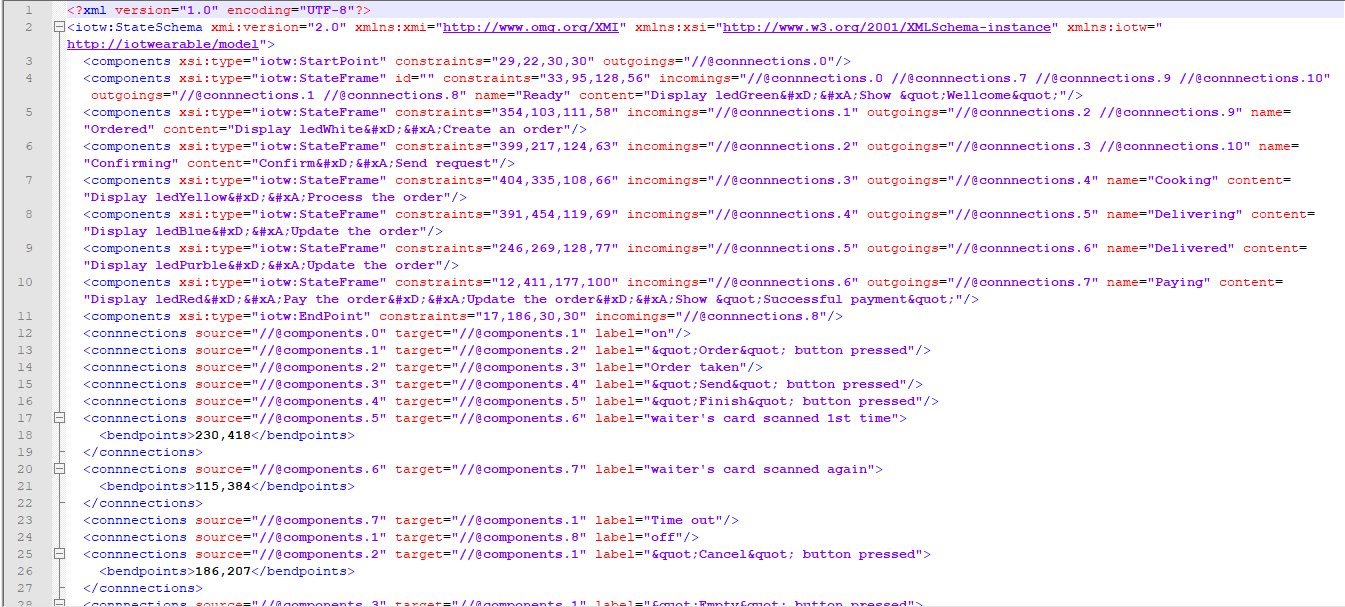 1 <?xml version="1.0" encoding="UTF-8"?>
2 <iotw:StateSchema xmi:version="2.0" xmlns:xmi="http://www.omg.org/XMI" xmlns:xsi="http://www.w3.org/2001/XMLSchema-instance" xmlns:iotw="
http://iotwearable/model">
3 <components xsi:type="iotw:StartPoint" constraints="29,22,30,30" outgoings="//@connnections.0"/>
4 <components xsi:type="iotw:StateFrame" id="" constraints="33,95,128,56" incomings="//@connnections.0 //@connnections.7 //@connnections.9 //@connnections.10"
outgoings="//@connnections.1 //@connnections.8" name="Ready" content="Display ledGreen&#xD;&#xA;Show &quot;Wellcome&quot;"/>
5 <components xsi:type="iotw:StateFrame" constraints="354,103,111,58" incomings="//@connnections.1" outgoings="//@connnections.2 //@connnections.9" name=
"Ordered" content="Display ledWhite&#xD;&#xA;Create an order"/>
6 <components xsi:type="iotw:StateFrame" constraints="399,217,124,63" incomings="//@connnections.2" outgoings="//@connnections.3 //@connnections.10" name=
"Confirming" content="Confirm&#xD;&#xA;Send request"/>
7 <components xsi:type="iotw:StateFrame" constraints="404,335,108,66" incomings="//@connnections.3" outgoings="//@connnections.4" name="Cooking" content=
"Display ledYellow&#xD;&#xA;Process the order"/>
8 <components xsi:type="iotw:StateFrame" constraints="391,454,119,69" incomings="//@connnections.4" outgoings="//@connnections.5" name="Delivering" content=
"Display ledBlue&#xD;&#xA;Update the order"/>
9 <components xsi:type="iotw:StateFrame" constraints="246,269,128,77" incomings="//@connnections.5" outgoings="//@connnections.6" name="Delivered" content=
"Display ledPurble&#xD;&#xA;Update the order"/>
10 <components xsi:type="iotw:StateFrame" constraints="12,411,177,100" incomings="//@connnections.6" outgoings="//@connnections.7" name="Paying" content=
"Display ledRed&#xD;&#xA;Pay the order&#xD;&#xA;Update the order&#xD;&#xA;Show &quot;Successful payment&quot;"/>
11 <components xsi:type="iotw:EndPoint" constraints="17,186,30,30" incomings="//@connnections.8"/>
12 <connnections source="//@components.0" target="//@components.1" label="on"/>
13 <connnections source="//@components.1" target="//@components.2" label="&quot;Order&quot; button pressed"/>
14 <connnections source="//@components.2" target="//@components.3" label="Order taken"/>
15 <connnections source="//@components.3" target="//@components.4" label="&quot;Send&quot; button pressed"/>
16 <connnections source="//@components.4" target="//@components.5" label="&quot;Finish&quot; button pressed"/>
17 <connnections source="//@components.5" target="//@components.6" label="waiter's card scanned 1st time">
18 <bendpoints>230,418</bendpoints>
19 </connnections>
20 <connnections source="//@components.6" target="//@components.7" label="waiter's card scanned again">
21 <bendpoints>115,384</bendpoints>
22 </connnections>
23 <connnections source="//@components.7" target="//@components.1" label="Time out"/>
24 <connnections source="//@components.1" target="//@components.8" label="off"/>
25 <connnections source="//@components.2" target="//@components.1" label="&quot;Cancel&quot; button pressed">
26 <bendpoints>186,207</bendpoints>
27 </connnections>
28 <connnections source="//@components.3" target="//@components.1" label="&quot;Empty&quot; button pressed">